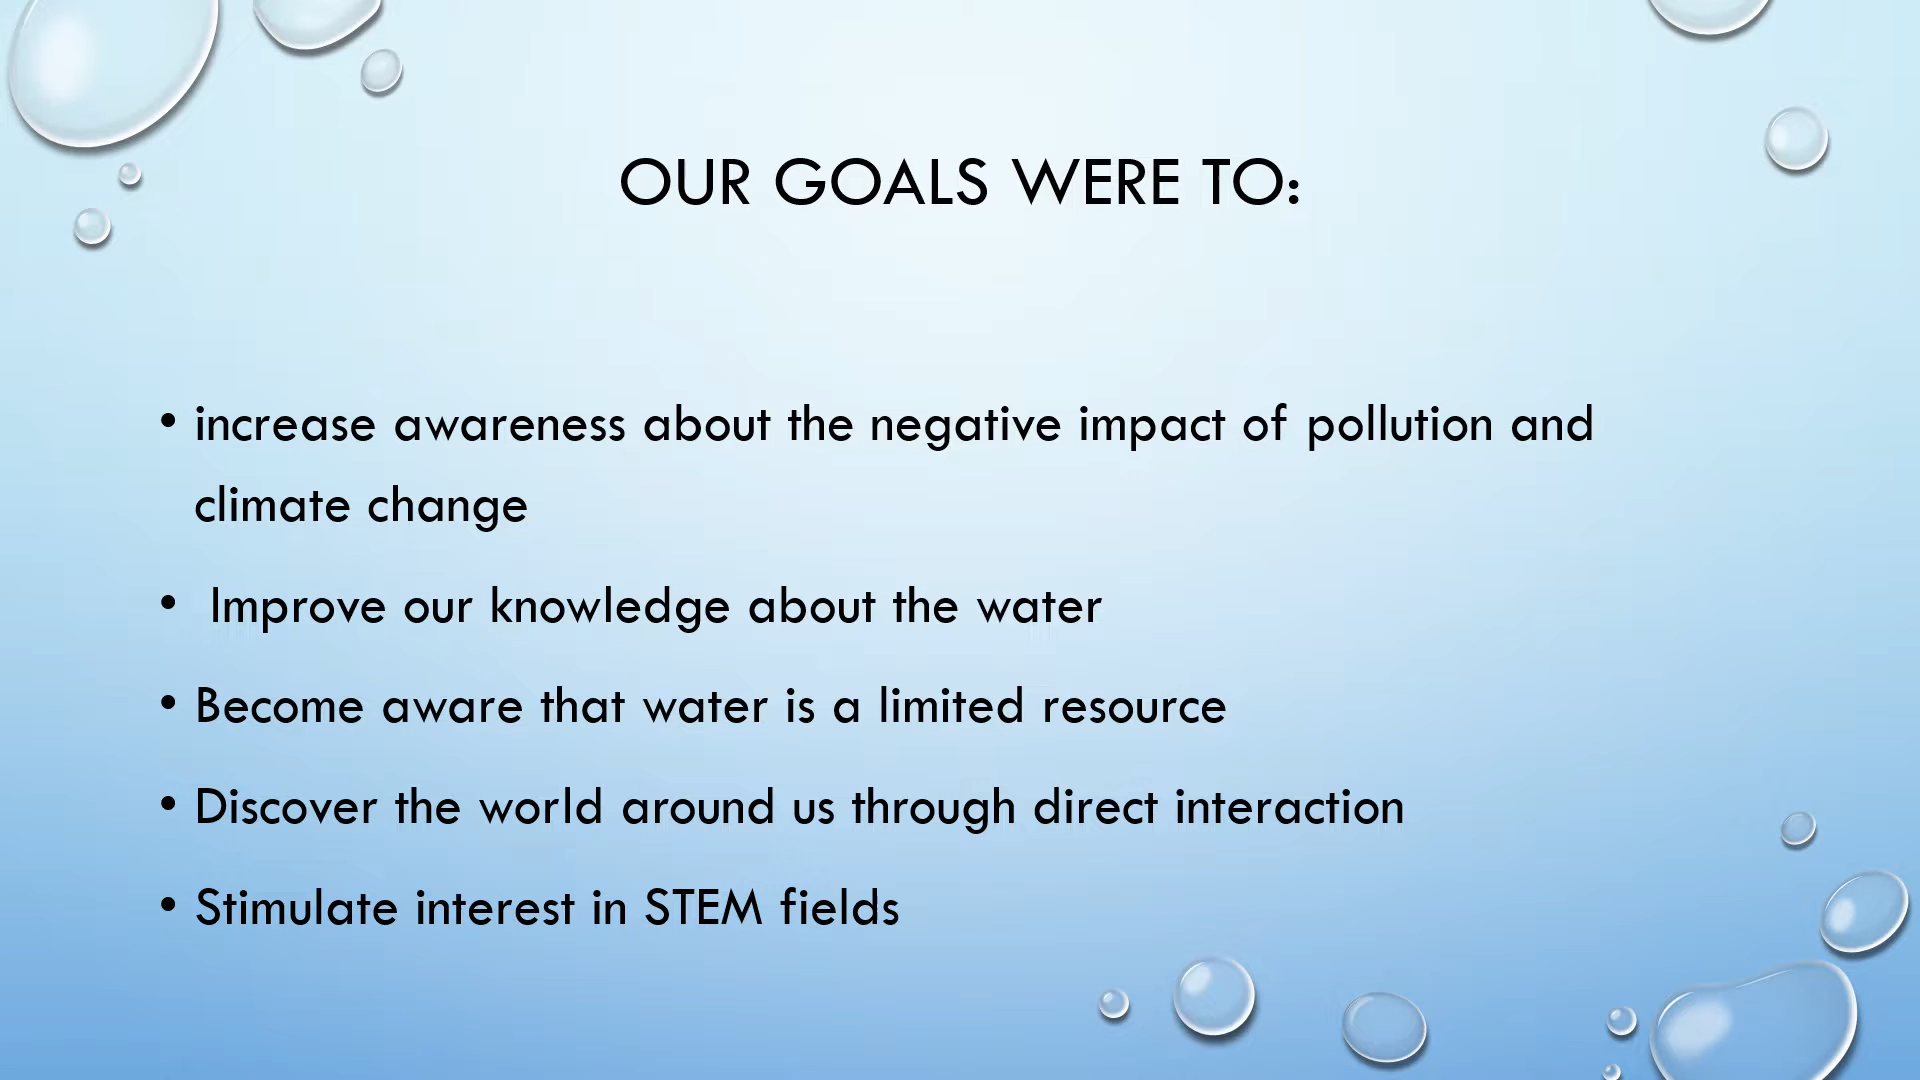 OUR GOALS WERE TO:
• increase awareness about the negative impact of pollution and
climate change
• Improve our knowledge about the water
• Become aware that water is a limited resource
• Discover the world around us through direct interaction
• Stimulate interest in STEM fields